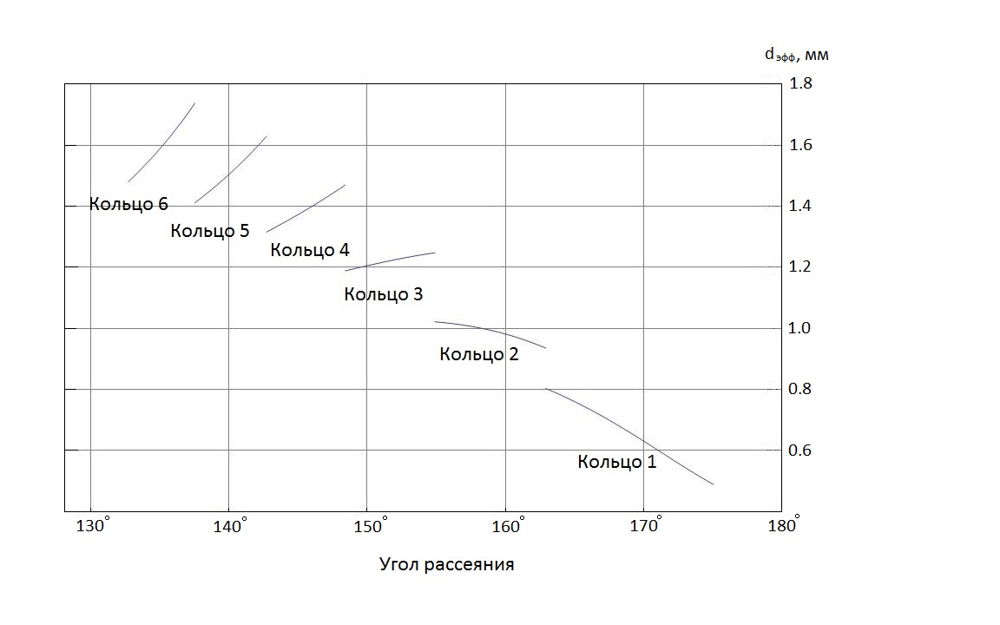 dэфф, мм
1.8
1.6
Кольцо 6
1.4
Кольцо 5
Кольцо 4
1.2
Кольцо 3
1.0
Кольцо 2
0.8
0.6
Кольцо 1
130° 140° 150° 160° 170° 180°
Угол рассеяния